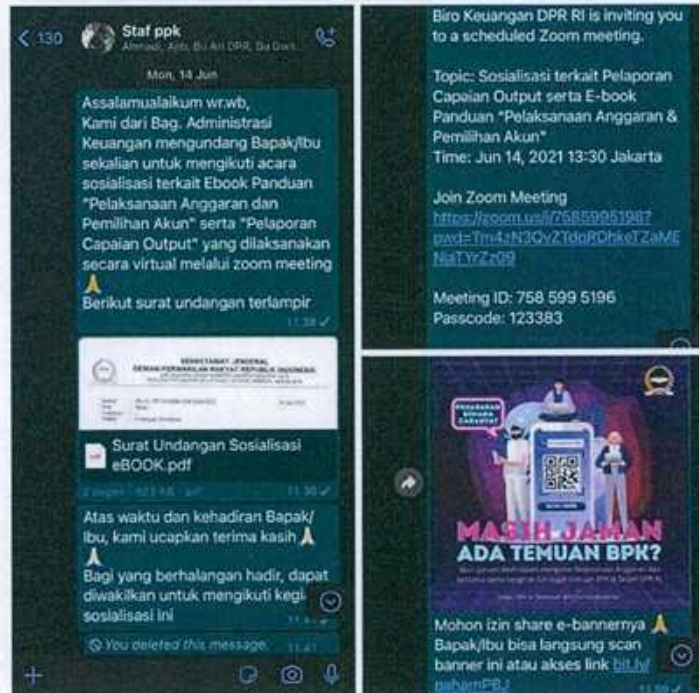 130
Staf ppk
Mon, 14 Jun
Assalamualaikum wr.wb,
Kami dari Bag. Administrasi
Keuangan mengundang Bapak/Ibu
sekalian untuk mengikuti acara
sosialisasi terkait Ebook Panduan
"Pelaksanaan Anggaran dan
Pemilihan Akun" serta "Pelaporan
Capaian Output" yang dilaksanakan
secara virtual melalui zoom meeting
🙏
Berikut surat undangan terlampir
SEKRETARIAT JENDERAL
DEWAN PERWAKILAN RAKYAT REPUBLIK INDONESIA
Surat Undangan Sosialisasi
eBOOK.pdf
Atas waktu dan kehadiran Bapak/
Ibu, kami ucapkan terima kasih 🙏
🙏
Bagi yang berhalangan hadir, dapat
diwakilkan untuk mengikuti
sosialisasi ini
You deleted this message.
Biro Keuangan DPR RI is inviting you
to a scheduled Zoom meeting.
Topic: Sosialisasi terkait Pelaporan
Capaian Output serta E-book
Panduan "Pelaksanaan Anggaran &
Pemilihan Akun"
Time: Jun 14, 2021 13:30 Jakarta
Join Zoom Meeting
Meeting ID: 758 599 5196
Passcode: 123383
PENASARAN
GIMANA
CARANYA?
MASIH JAMAN
ADA TEMUAN BPK?
Mohon izin share e-bannernya 🙏
Bapak/Ibu bisa langsung scan
banner ini atau akses link bit.ly/
pahamPBJ